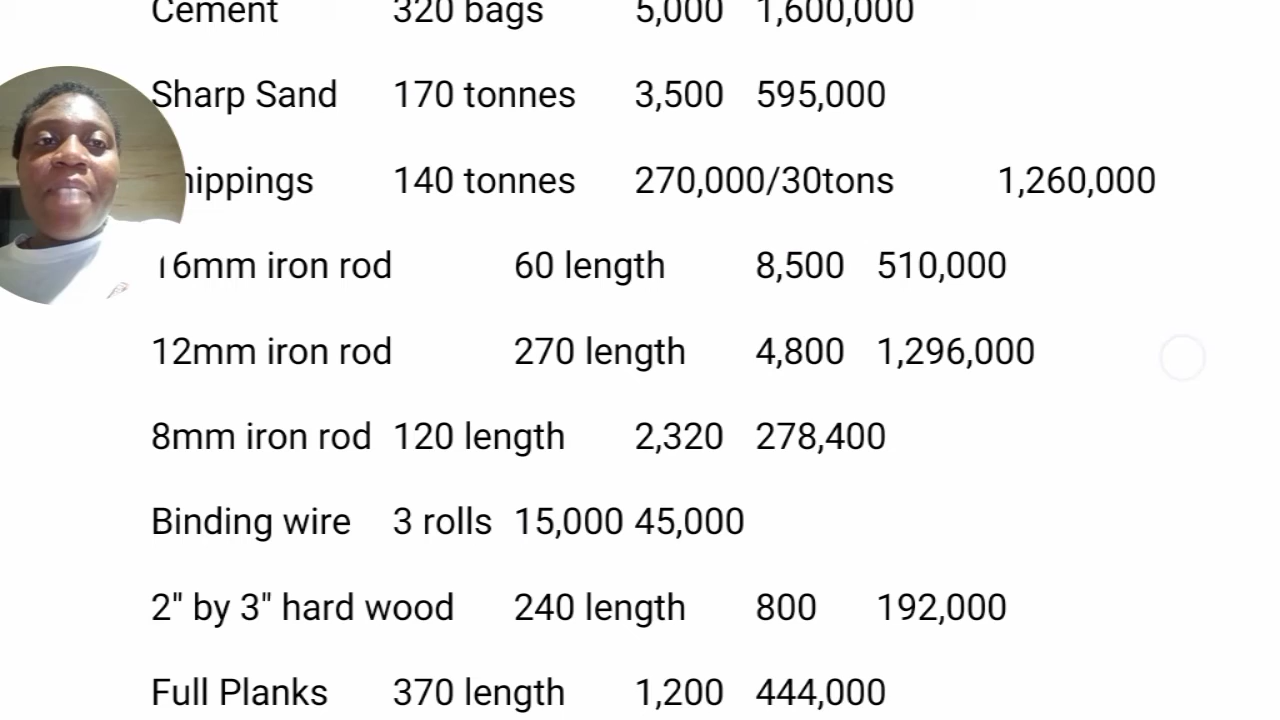 Cement 320 bags 5,000 1,600,000
Sharp Sand 170 tonnes 3,500 595,000
hippings 140 tonnes 270,000/30tons 1,260,000
16mm iron rod 60 length 8,500 510,000
12mm iron rod 270 length 4,800 1,296,000
8mm iron rod 120 length 2,320 278,400
Binding wire 3 rolls 15,000 45,000
2" by 3" hard wood 240 length 800 192,000
Full Planks 370 length 1,200 444,000